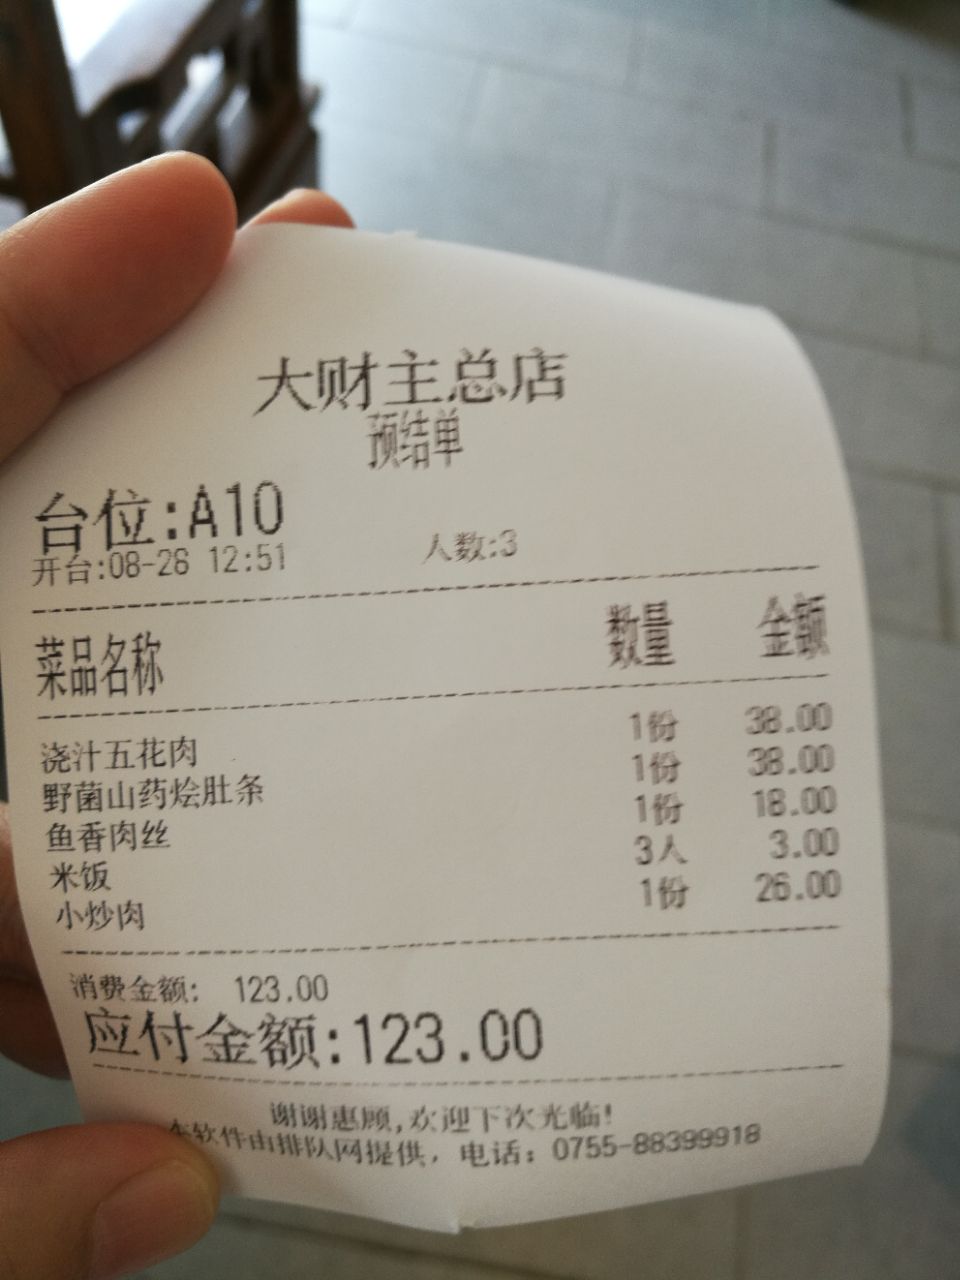 大财主总店
预结单
台位:A10
开台:08-26 12:51 人数:3
菜品名称 数量 金额
浇汁五花肉 1份 38.00
野菌山药烩肚条 1份 38.00
鱼香肉丝 1份 18.00
米饭 3人 3.00
小炒肉 1份 26.00
消费金额: 123.00
应付金额:123.00
谢谢惠顾,欢迎下次光临!
本软件由排队网提供，电话：0755-88399918